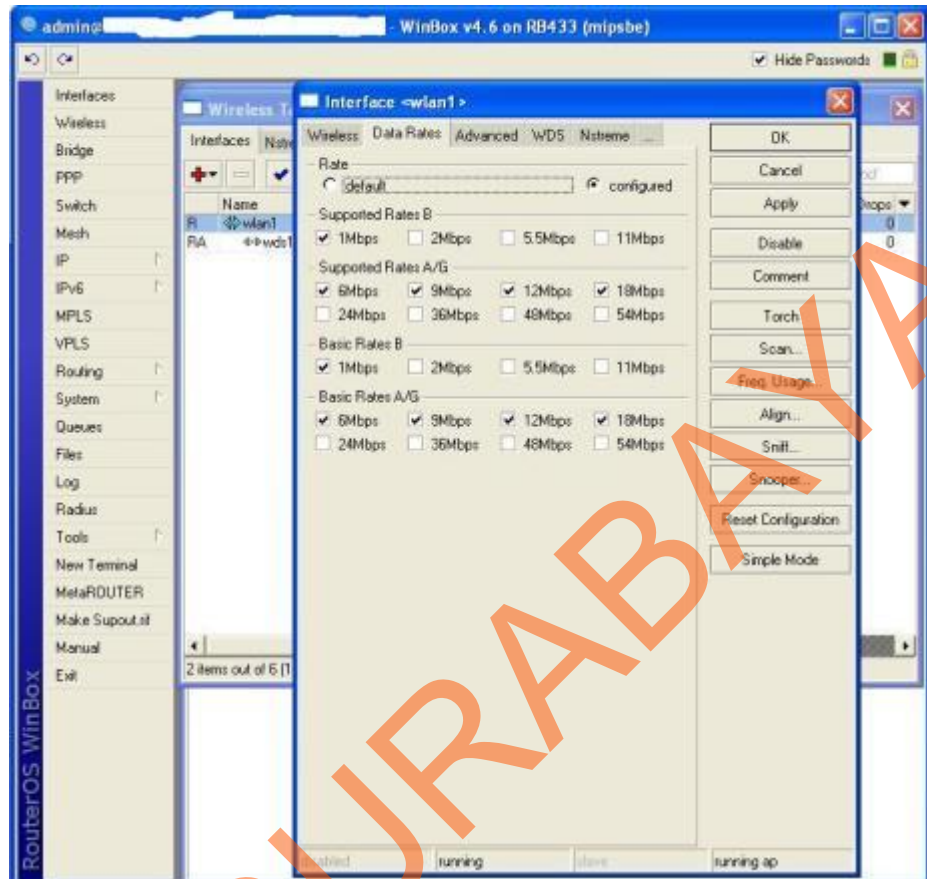 admin@ - WinBox v4.6 on RB433 (mipsbe)
Hide Passwords
Interfaces
Wireless
Bridge
PPP
Switch
Mesh
IP
IPv6
MPLS
VPLS
Routing
System
Queues
Files
Log
Radius
Tools
New Terminal
MetaROUTER
Make Supout.rif
Manual
Exit
RouterOS WinBox
Wireless Ta
Interfaces Nstre
Name
R wlan1
RA wds1
Drops
0
0
2 items out of 6 (1
Interface <wlan1>
Wireless Data Rates Advanced WDS Nstreme ...
Rate
default configured
Supported Rates B
1Mbps 2Mbps 5.5Mbps 11Mbps
Supported Rates A/G
6Mbps 9Mbps 12Mbps 18Mbps
24Mbps 36Mbps 48Mbps 54Mbps
Basic Rates B
1Mbps 2Mbps 5.5Mbps 11Mbps
Basic Rates A/G
6Mbps 9Mbps 12Mbps 18Mbps
24Mbps 36Mbps 48Mbps 54Mbps
OK
Cancel
Apply
Disable
Comment
Torch
Scan...
Freq. Usage...
Align...
Sniff...
Snooper...
Reset Configuration
Simple Mode
disabled running slave running ap
SURABAYA